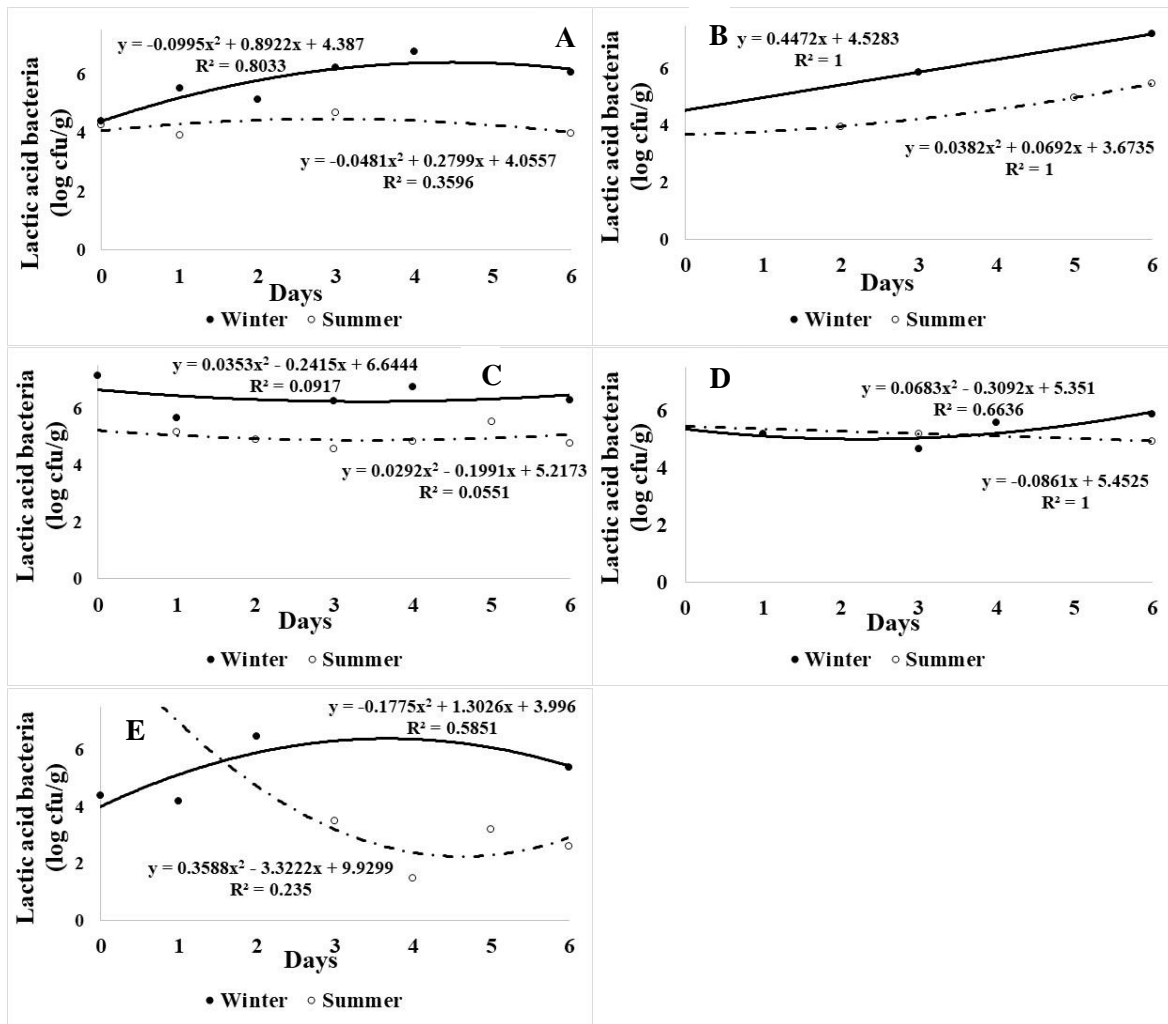 A
y = -0.0995x² + 0.8922x + 4.387
R² = 0.8033
y = -0.0481x² + 0.2799x + 4.0557
R² = 0.3596
Lactic acid bacteria
(log cfu/g)
6
4
2
0
0 1 2 3 4 5 6
Days
Winter Summer
B
y = 0.4472x + 4.5283
R² = 1
y = 0.0382x² + 0.0692x + 3.6735
R² = 1
Lactic acid bacteria
(log cfu/g)
6
4
2
0
0 1 2 3 4 5 6
Days
Winter Summer
C
y = 0.0353x² - 0.2415x + 6.6444
R² = 0.0917
y = 0.0292x² - 0.1991x + 5.2173
R² = 0.0551
Lactic acid bacteria
(log cfu/g)
6
4
2
0
0 1 2 3 4 5 6
Days
Winter Summer
D
y = 0.0683x² - 0.3092x + 5.351
R² = 0.6636
y = -0.0861x + 5.4525
R² = 1
Lactic acid bacteria
(log cfu/g)
6
4
2
0
0 1 2 3 4 5 6
Days
Winter Summer
E
y = -0.1775x² + 1.3026x + 3.996
R² = 0.5851
y = 0.3588x² - 3.3222x + 9.9299
R² = 0.235
Lactic acid bacteria
(log cfu/g)
6
4
2
0
0 1 2 3 4 5 6
Days
Winter Summer